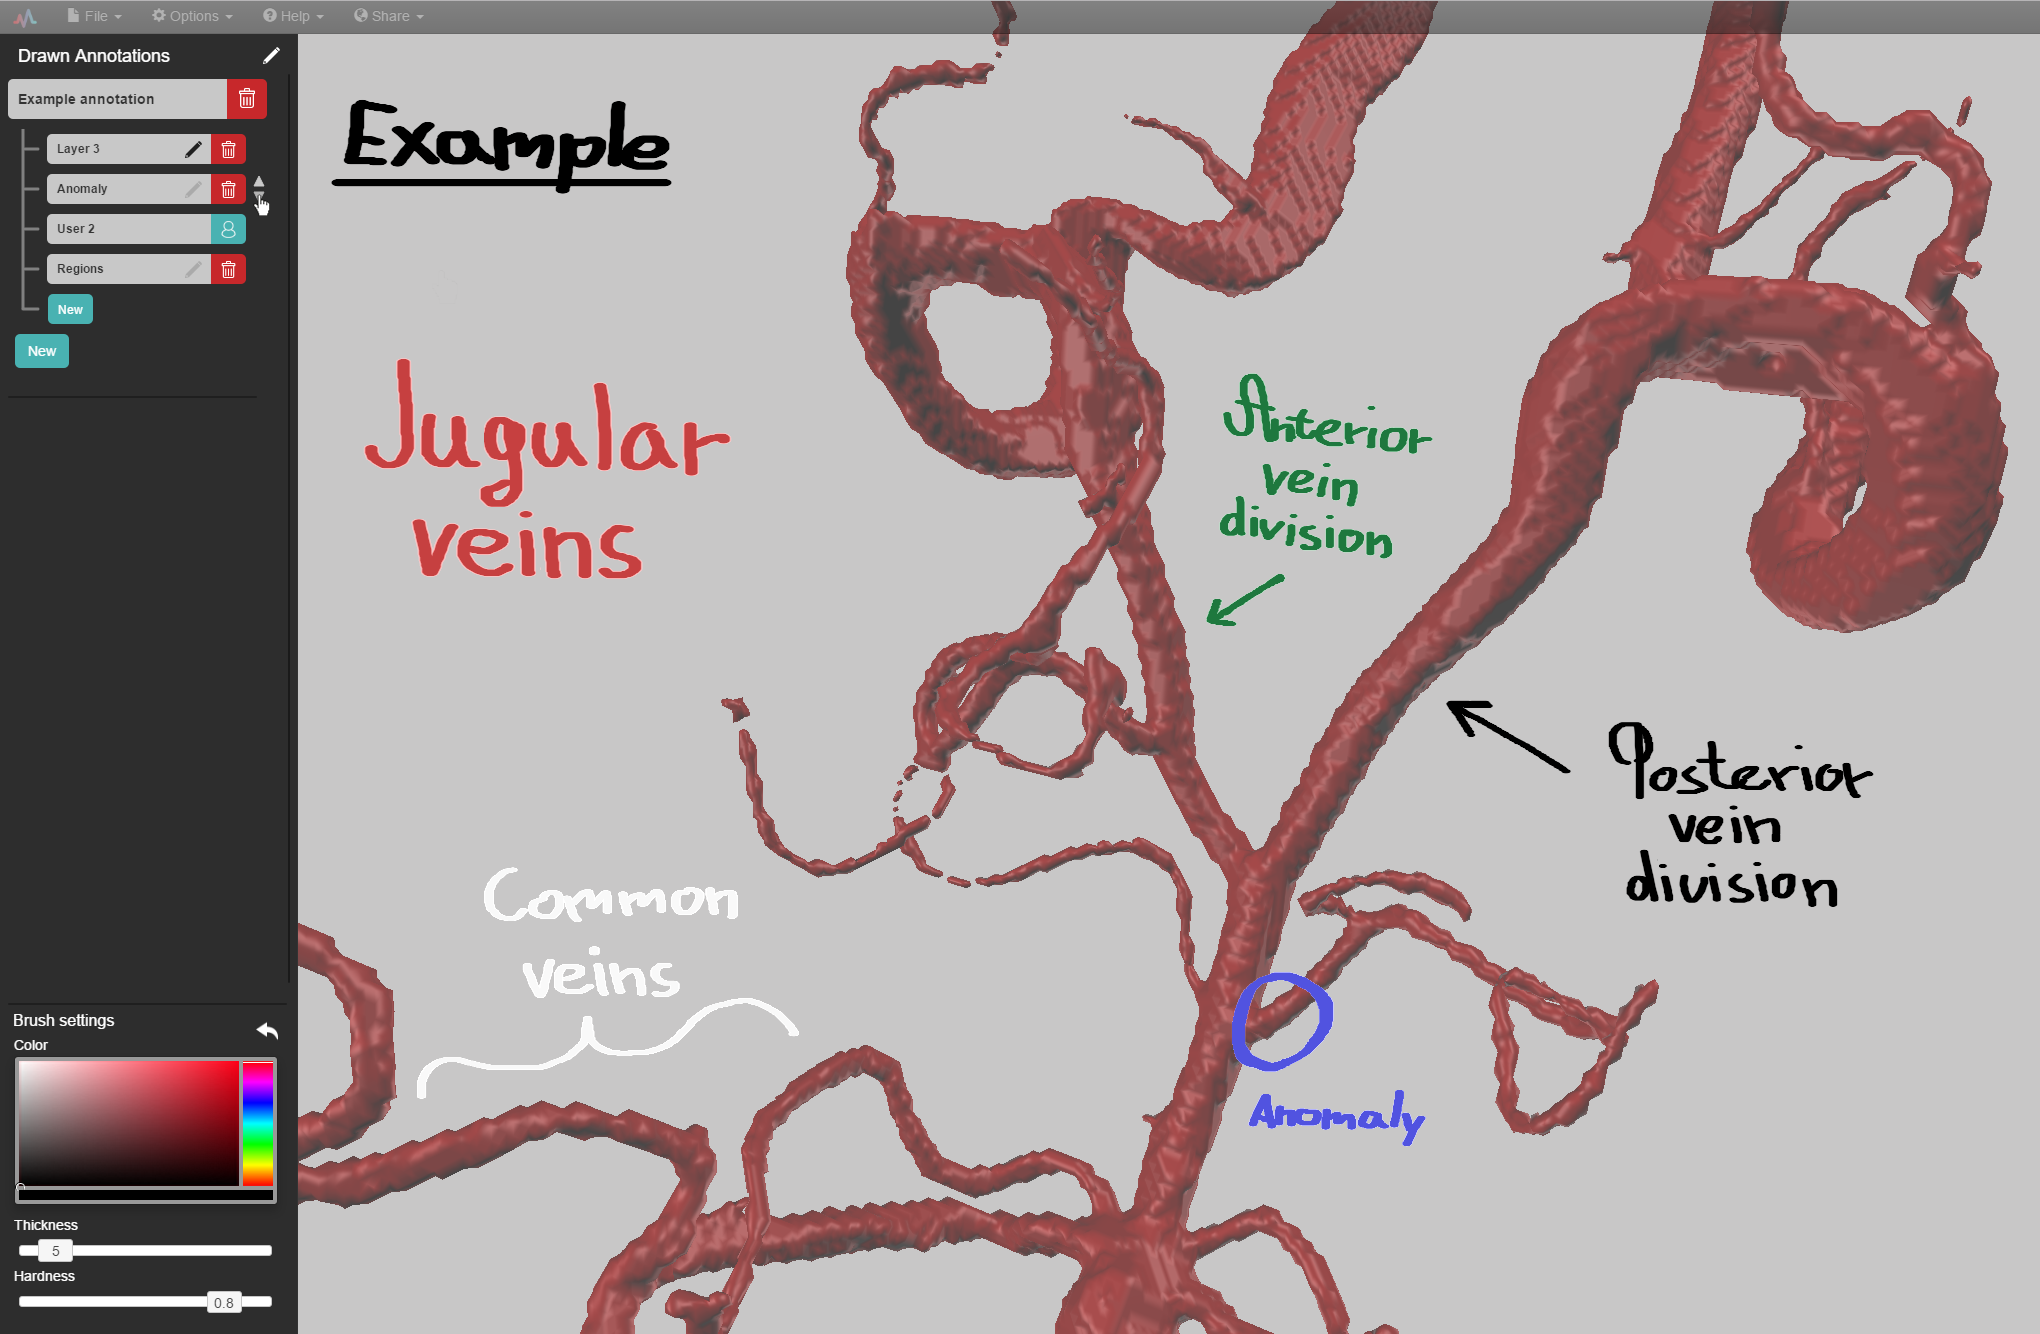 File Options Help Share
Drawn Annotations
Example annotation
Layer 3
Anomaly
User 2
Regions
New
New
Brush settings
Color
Thickness
5
Hardness
0.8
Example
Jugular
veins
Anterior
vein
division
Posterior
vein
division
Common
veins
Anomaly